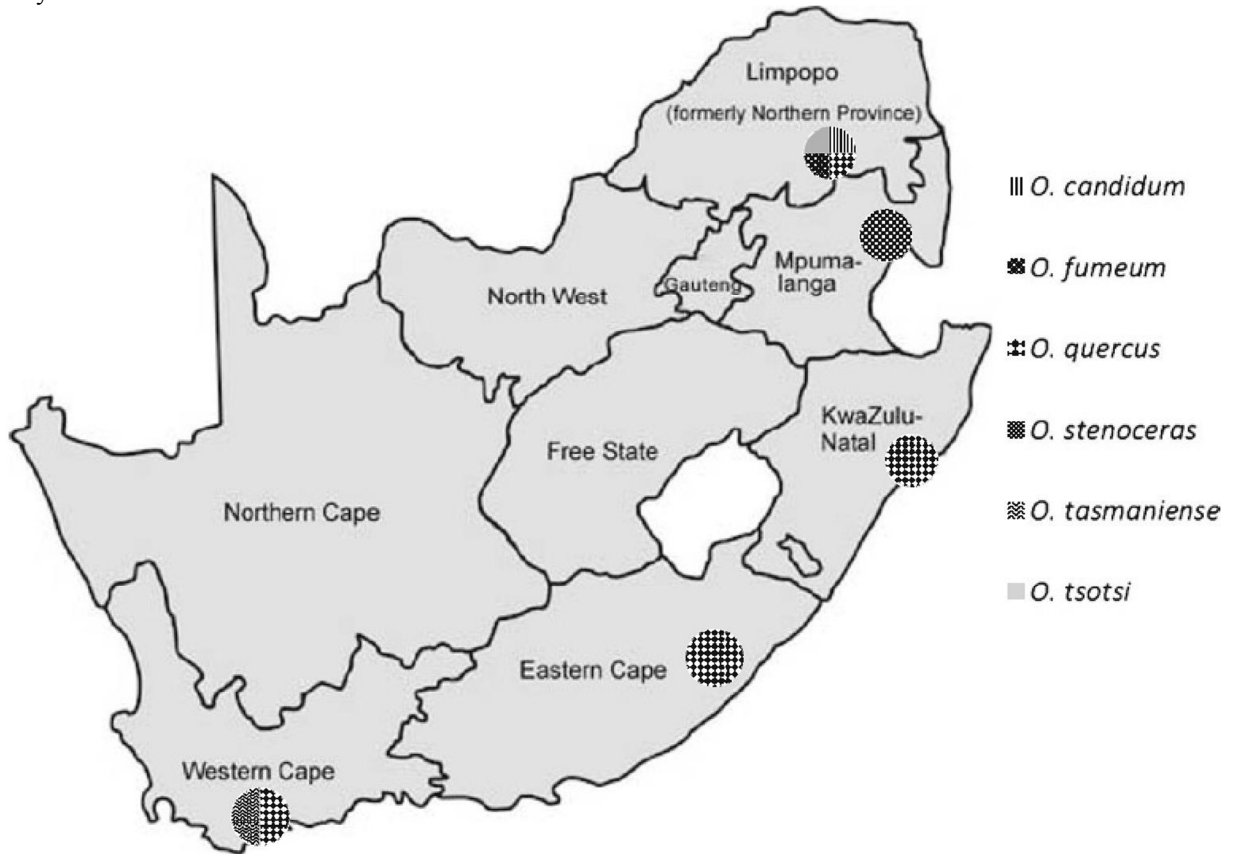 Limpopo
(formerly Northern Province)
Mpuma-
langa
Gauteng
North West
KwaZulu-
Natal
Free State
Northern Cape
Eastern Cape
Western Cape
O. candidum
O. fumeum
O. quercus
O. stenoceras
O. tasmaniense
O. tsotsi